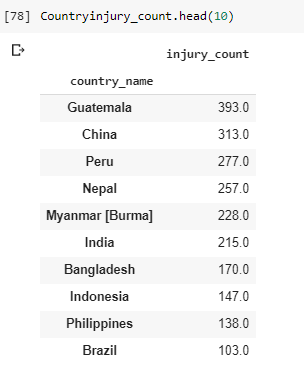 [78] Countryinjury_count.head(10)
injury_count
country_name
Guatemala 393.0
China 313.0
Peru 277.0
Nepal 257.0
Myanmar [Burma] 228.0
India 215.0
Bangladesh 170.0
Indonesia 147.0
Philippines 138.0
Brazil 103.0